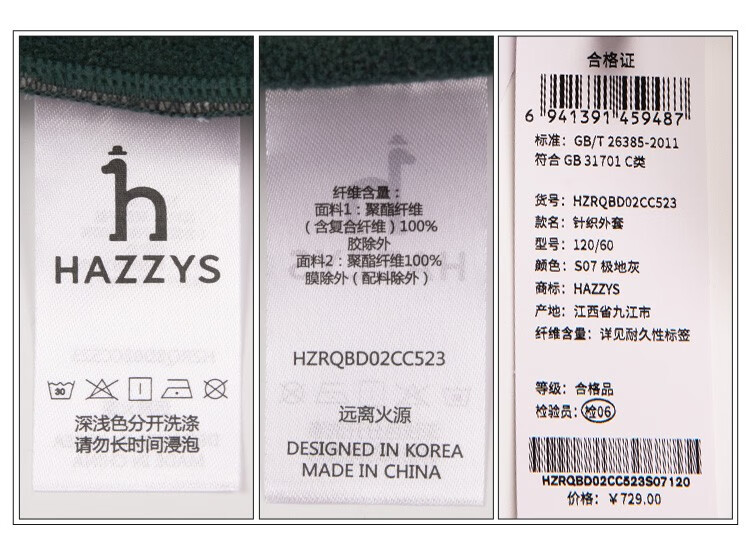 h
HAZZYS
30
深浅色分开洗涤
请勿长时间浸泡
纤维含量：
面料1：聚酯纤维
（含复合纤维）100%
胶除外
面料2：聚酯纤维100%
膜除外（配料除外）
HZRQBD02CC523
远离火源
DESIGNED IN KOREA
MADE IN CHINA
合格证
6 941391 459487
标准：GB/T 26385-2011
符合 GB 31701 C类
货号：HZRQBD02CC523
款名：针织外套
型号：120/60
颜色：S07 极地灰
商标：HAZZYS
产地：江西省九江市
纤维含量：详见耐久性标签
等级：合格品
检验员：检06
HZRQBD02CC523S07120
价格：￥729.00